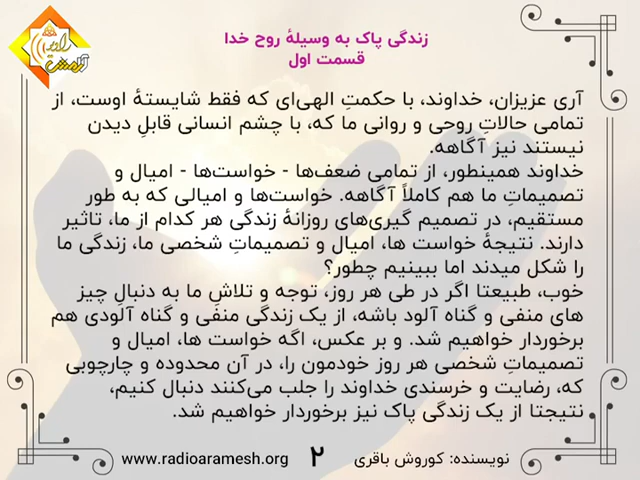 رادیو
آرامش
زندگی پاک به وسیلهٔ روح خدا
قسمت اول
آری عزیزان، خداوند، با حکمتِ الهی‌ای که فقط شایستهٔ اوست، از
تمامی حالاتِ روحی و روانی ما که، با چشم انسانی قابلِ دیدن
نیستند نیز آگاهه.
خداوند همینطور، از تمامی ضعف‌ها - خواست‌ها - امیال و
تصمیماتِ ما هم کاملاً آگاهه. خواست‌ها و امیالی که به طور
مستقیم، در تصمیم گیری‌های روزانهٔ زندگی هر کدام از ما، تاثیر
دارند. نتیجهٔ خواست ها، امیال و تصمیماتِ شخصی ما، زندگی ما
را شکل میدند اما ببینیم چطور؟
خوب، طبیعتا اگر در طی هر روز، توجه و تلاشِ ما به دنبالِ چیز
های منفی و گناه آلود باشه، از یک زندگی منفی و گناه آلودی هم
برخوردار خواهیم شد. و بر عکس، اگه خواست ها، امیال و
تصمیماتِ شخصی هر روز خودمون را، در آن محدوده و چارچوبی
که، رضایت و خرسندی خداوند را جلب می‌کنند دنبال کنیم،
نتیجتا از یک زندگی پاک نیز برخوردار خواهیم شد.
نویسنده: کوروش باقری
۲
www.radioaramesh.org